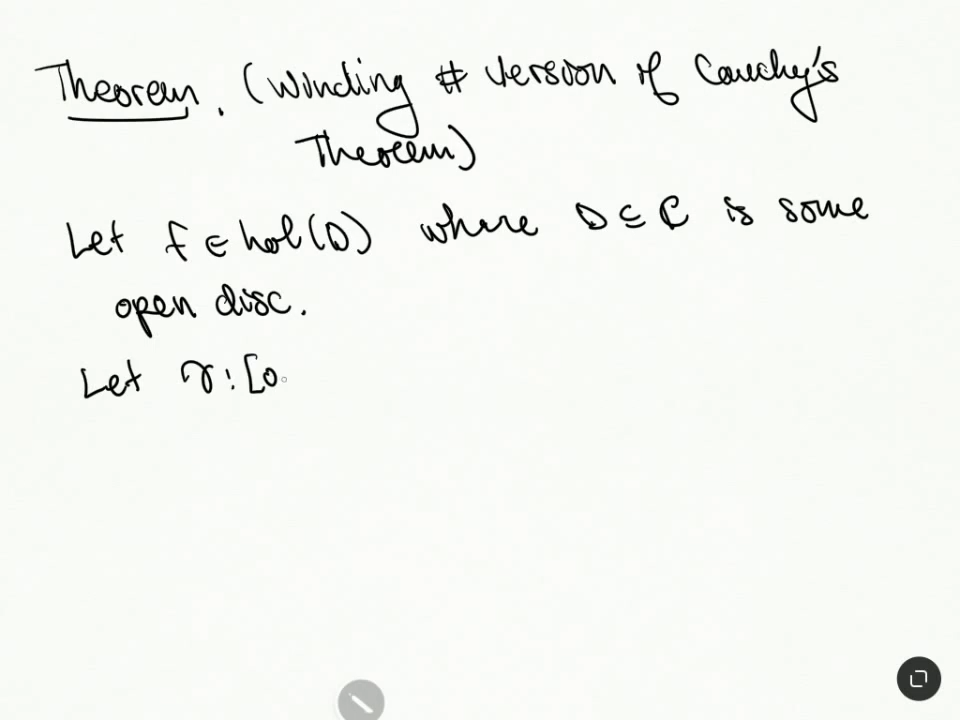 Theorem. (Winding # version of Cauchy's
Theorem)
Let f ∈ hol(D) where D ⊆ ℂ is some
open disc.
Let γ : [0